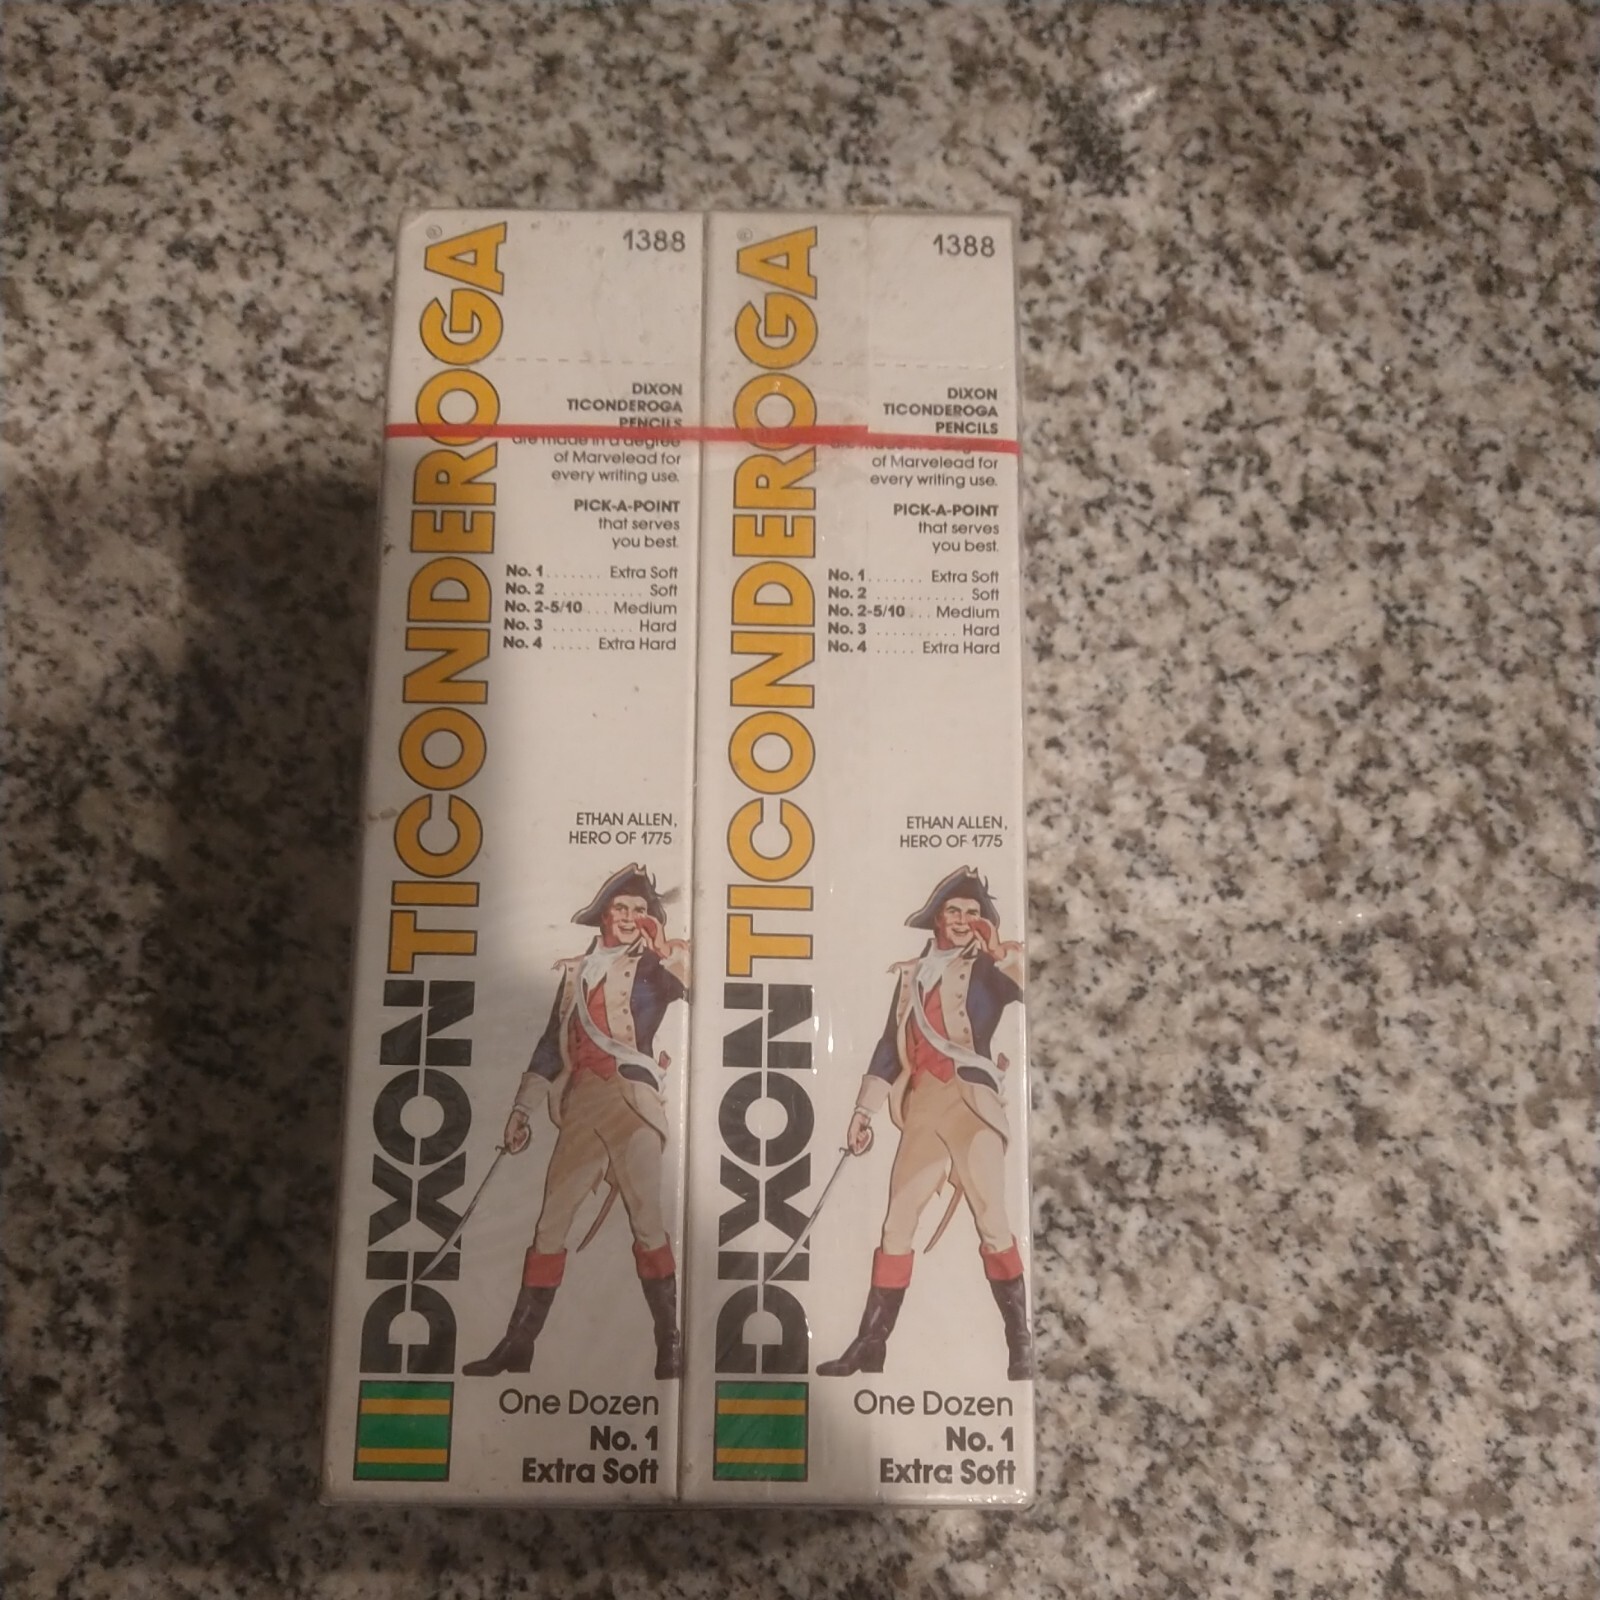 DIXON TICONDEROGA®
1388
DIXON
TICONDEROGA
PENCILS
are made in a degree
of Marvelead for
every writing use.
PICK-A-POINT
that serves
you best.
No. 1 ....... Extra Soft
No. 2 ........... Soft
No. 2-5/10 ... Medium
No. 3 .......... Hard
No. 4 ..... Extra Hard
ETHAN ALLEN,
HERO OF 1775
One Dozen
No. 1
Extra Soft
DIXON TICONDEROGA®
1388
DIXON
TICONDEROGA
PENCILS
of Marvelead for
every writing use.
PICK-A-POINT
that serves
you best.
No. 1 ....... Extra Soft
No. 2 ........... Soft
No. 2-5/10 ... Medium
No. 3 .......... Hard
No. 4 ..... Extra Hard
ETHAN ALLEN,
HERO OF 1775
One Dozen
No. 1
Extra Soft